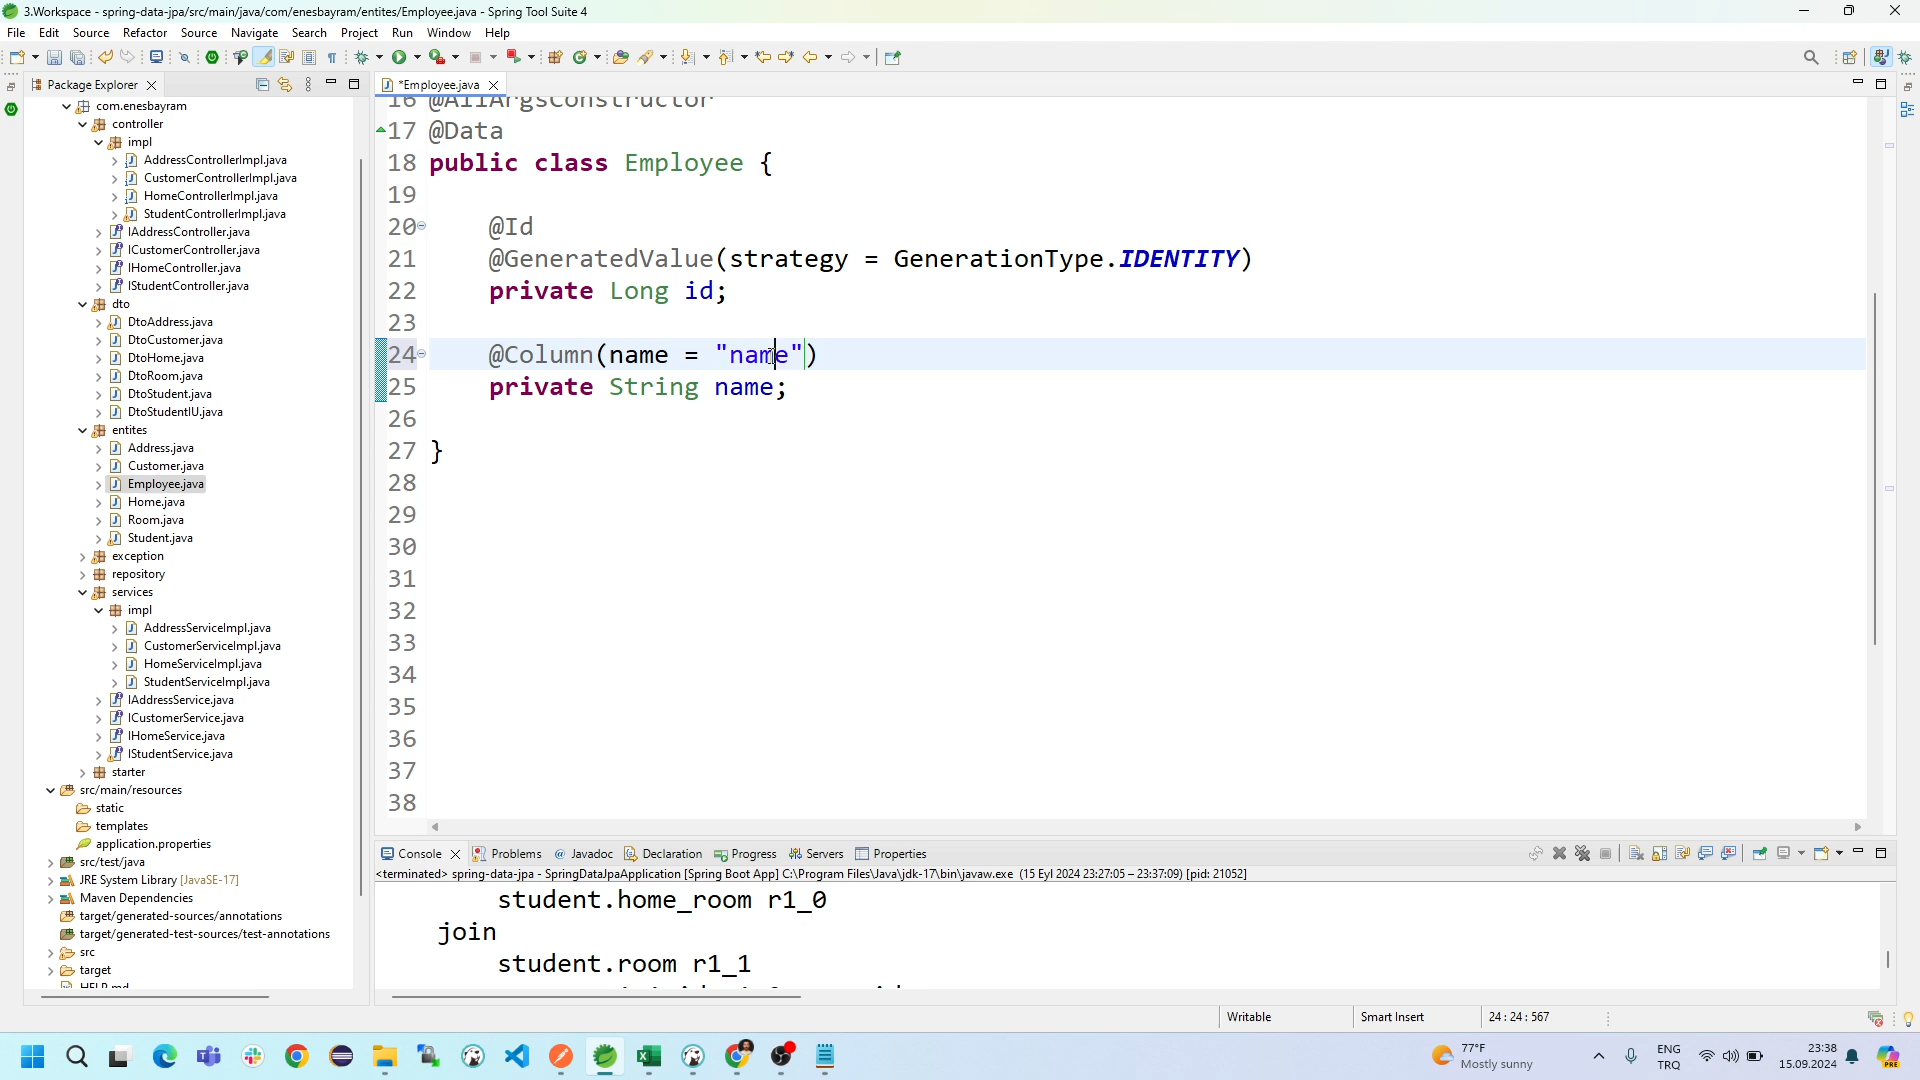 3.Workspace - spring-data-jpa/src/main/java/com/enesbayram/entites/Employee.java - Spring Tool Suite 4
File Edit Source Refactor Source Navigate Search Project Run Window Help
Package Explorer
com.enesbayram
controller
impl
AddressControllerImpl.java
CustomerControllerImpl.java
HomeControllerImpl.java
StudentControllerImpl.java
IAddressController.java
ICustomerController.java
IHomeController.java
IStudentController.java
dto
DtoAddress.java
DtoCustomer.java
DtoHome.java
DtoRoom.java
DtoStudent.java
DtoStudentIU.java
entites
Address.java
Customer.java
Employee.java
Home.java
Room.java
Student.java
exception
repository
services
impl
AddressServiceImpl.java
CustomerServiceImpl.java
HomeServiceImpl.java
StudentServiceImpl.java
IAddressService.java
ICustomerService.java
IHomeService.java
IStudentService.java
starter
src/main/resources
static
templates
application.properties
src/test/java
JRE System Library [JavaSE-17]
Maven Dependencies
target/generated-sources/annotations
target/generated-test-sources/test-annotations
src
target
HELP.md
*Employee.java
16 @AllArgsConstructor
17 @Data
18 public class Employee {
19
20 @Id
21 @GeneratedValue(strategy = GenerationType.IDENTITY)
22 private Long id;
23
24 @Column(name = "name")
25 private String name;
26
27 }
28
29
30
31
32
33
34
35
36
37
38
Console Problems @ Javadoc Declaration Progress Servers Properties
<terminated> spring-data-jpa - SpringDataJpaApplication [Spring Boot App] C:\Program Files\Java\jdk-17\bin\javaw.exe (15 Eyl 2024 23:27:05 – 23:37:09) [pid: 21052]
student.home_room r1_0
join
student.room r1_1
Writable Smart Insert 24 : 24 : 567
77°F
Mostly sunny
ENG
TRQ
23:38
15.09.2024
PRE